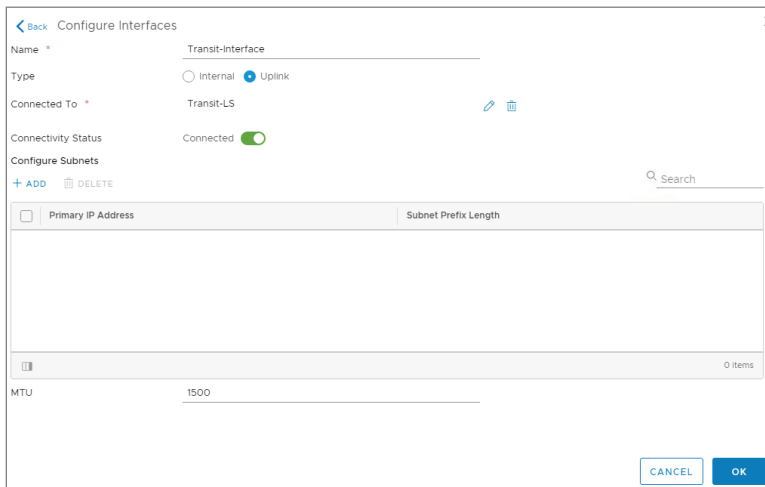 Back Configure Interfaces
Name *
Transit-Interface
Type
Internal Uplink
Connected To *
Transit-LS
Connectivity Status
Connected
Configure Subnets
+ ADD DELETE
Search
Primary IP Address
Subnet Prefix Length
0 items
MTU
1500
CANCEL OK